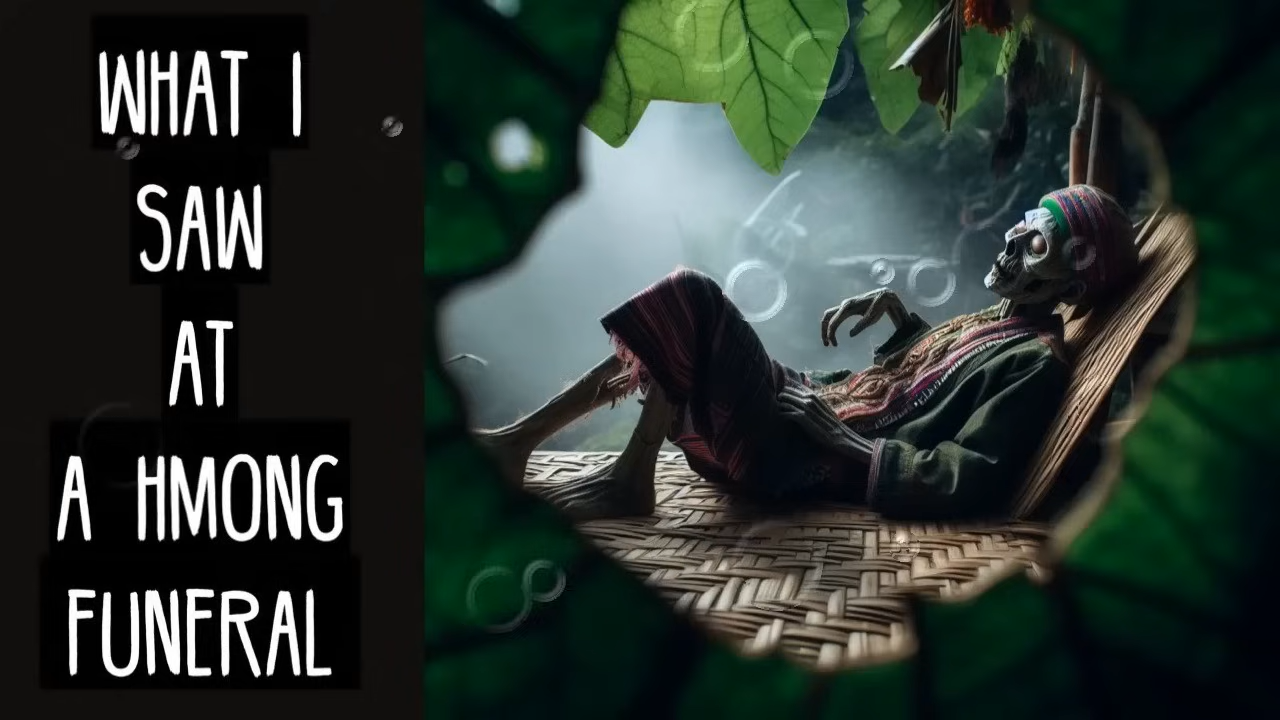 WHAT I
SAW
AT
A HMONG
FUNERAL